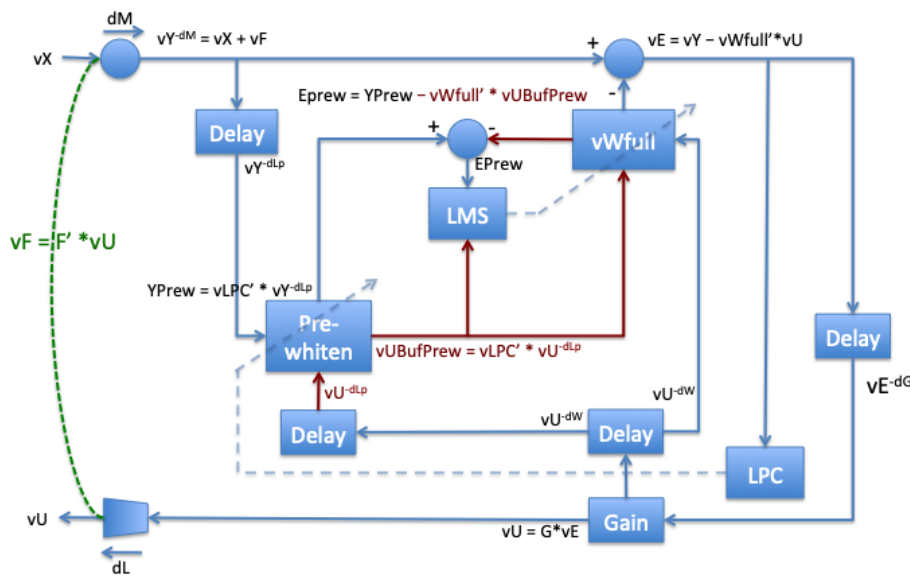 dM
vY^-dM = vX + vF
vE = vY – vWfull' * vU
+
vX
-
Eprew = YPrew – vWfull' * vUBufPrew
Delay
+
-
vWfull
EPrew
vY^-dLp
LMS
vF = F' *vU
YPrew = vLPC' * vY^-dLp
Pre-
whiten
vUBufPrew = vLPC' * vU^-dLp
Delay
vE^-dG
vU^-dLp
vU^-dW
vU^-dW
Delay
Delay
LPC
vU
Gain
vU = G*vE
dL